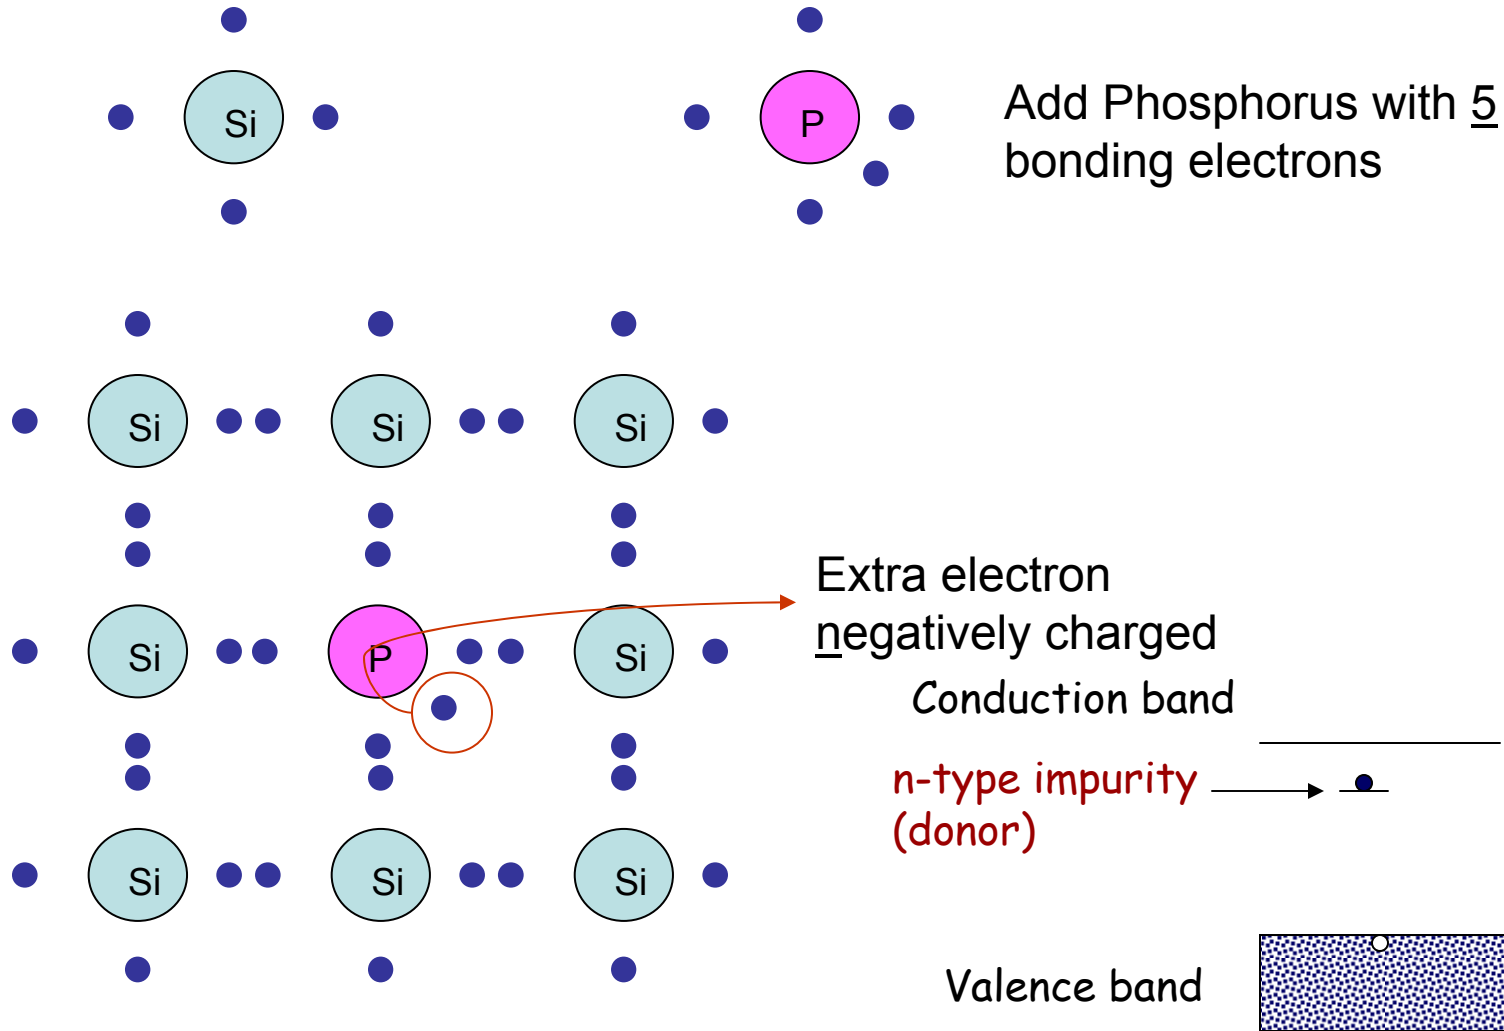 Si
P
Add Phosphorus with 5
bonding electrons
Si Si Si
Si P Si
Extra electron
negatively charged
Conduction band
n-type impurity
(donor)
Si Si Si
Valence band